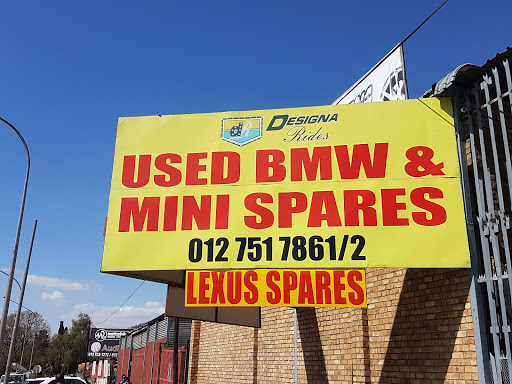 DESIGNA
Rides
USED BMW &
MINI SPARES
012 751 7861/2
LEXUS SPARES